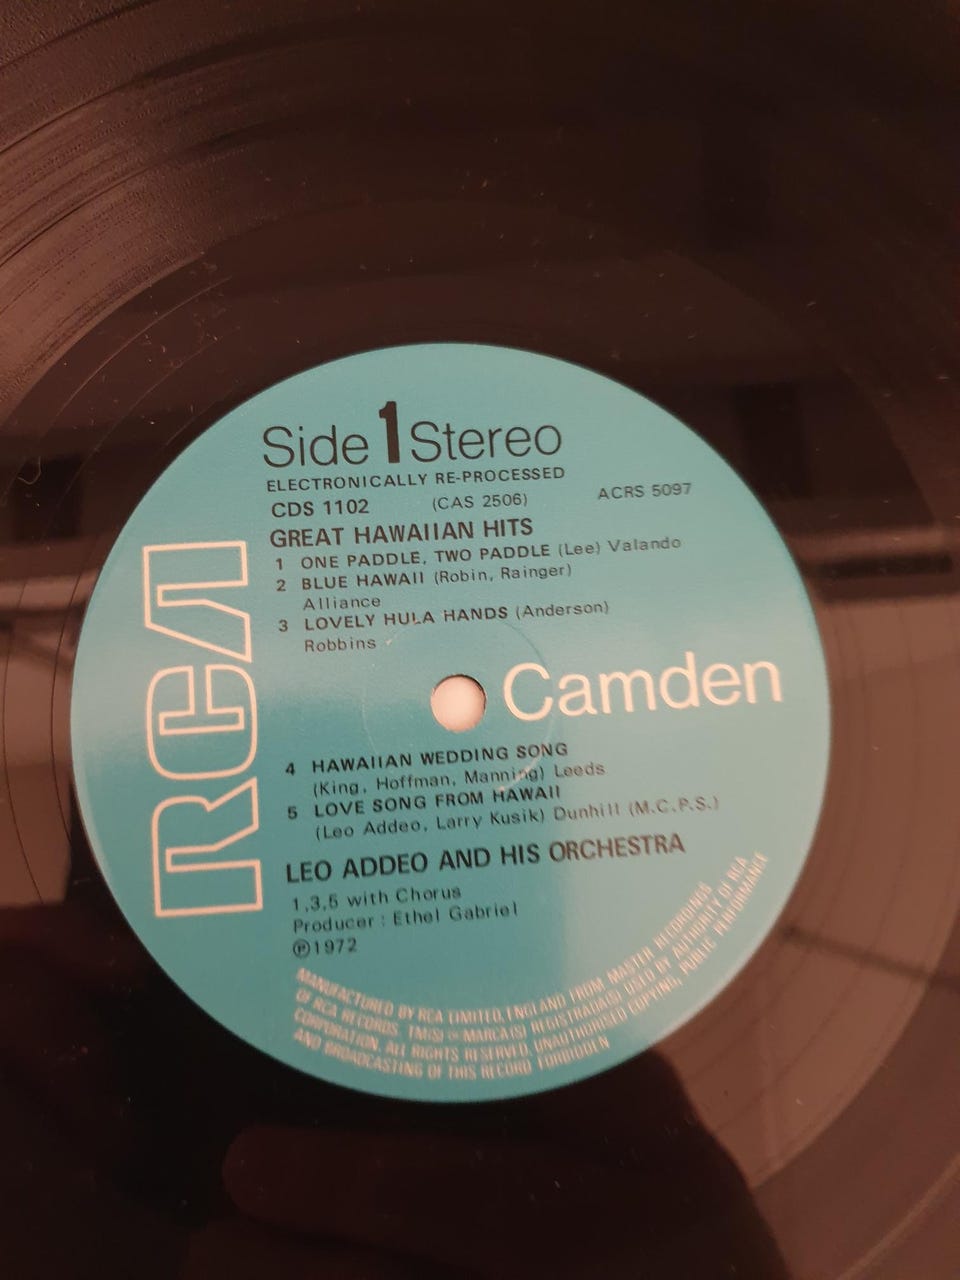 Side 1 Stereo
ELECTRONICALLY RE-PROCESSED
CDS 1102 (CAS 2506) ACRS 5097
GREAT HAWAIIAN HITS
1 ONE PADDLE, TWO PADDLE (Lee) Valando
2 BLUE HAWAII (Robin, Rainger)
Alliance
3 LOVELY HULA HANDS (Anderson)
Robbins
RCA
Camden
4 HAWAIIAN WEDDING SONG
(King, Hoffman, Manning) Leeds
5 LOVE SONG FROM HAWAII
(Leo Addeo, Larry Kusik) Dunhill (M.C.P.S.)
LEO ADDEO AND HIS ORCHESTRA
1,3,5 with Chorus
Producer : Ethel Gabriel
℗1972
MANUFACTURED BY RCA LIMITED, ENGLAND FROM MASTER RECORDINGS
OF RCA RECORDS. TM(S) ® MARCA(S) REGISTRADA(S) USED BY AUTHORITY OF RCA
CORPORATION. ALL RIGHTS RESERVED. UNAUTHORISED COPYING, PUBLIC PERFORMANCE
AND BROADCASTING OF THIS RECORD FORBIDDEN